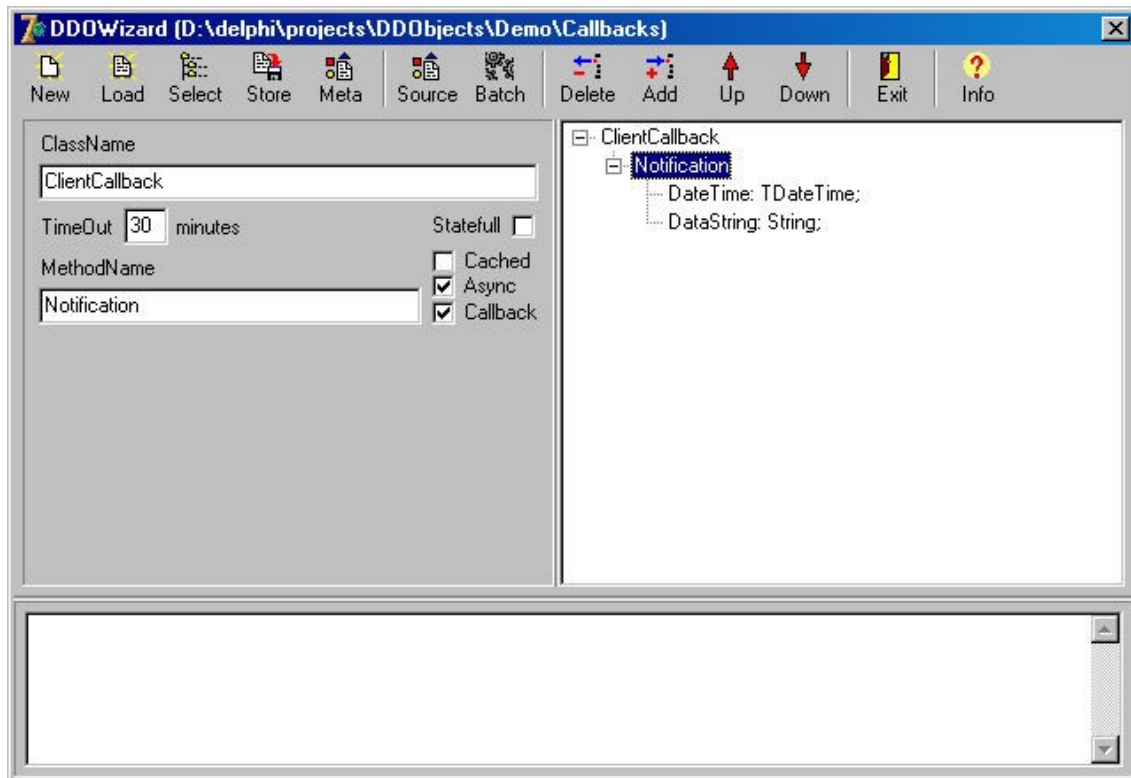 DDOWizard (D:\delphi\projects\DDObjects\Demo\Callbacks)
New Load Select Store Meta Source Batch Delete Add Up Down Exit Info
ClassName
ClientCallback
TimeOut 30 minutes Statefull
MethodName
Cached
Async
Notification
Callback
ClientCallback
Notification
DateTime: TDateTime;
DataString: String;